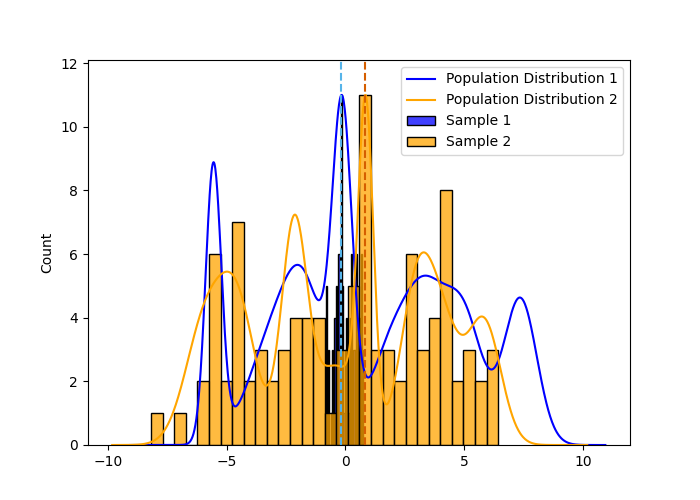 12
10
8
6
4
2
0
Count
−10
−5
0
5
10
Population Distribution 1
Population Distribution 2
Sample 1
Sample 2